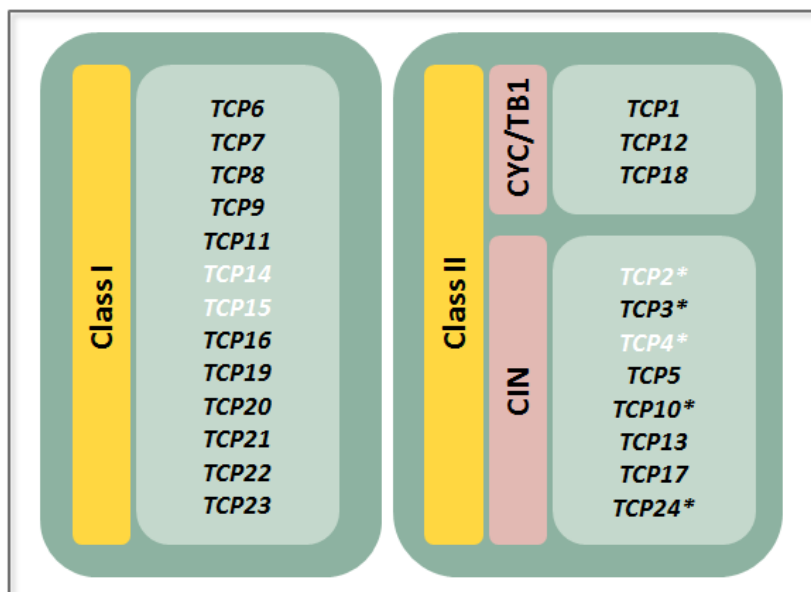 Class I
TCP6
TCP7
TCP8
TCP9
TCP11
TCP14
TCP15
TCP16
TCP19
TCP20
TCP21
TCP22
TCP23
Class II
CYC/TB1
TCP1
TCP12
TCP18
CIN
TCP2*
TCP3*
TCP4*
TCP5
TCP10*
TCP13
TCP17
TCP24*